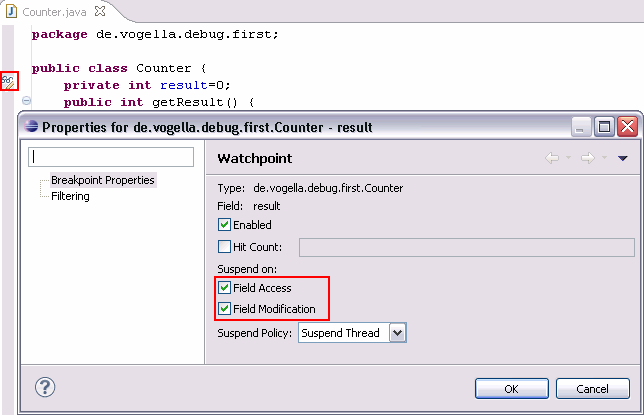 Counter.java
package de.vogella.debug.first;
public class Counter {
private int result=0;
public int getResult() {
Properties for de.vogella.debug.first.Counter - result
Watchpoint
Breakpoint Properties
Filtering
Type: de.vogella.debug.first.Counter
Field: result
Enabled
Hit Count:
Suspend on:
Field Access
Field Modification
Suspend Policy: Suspend Thread
?
OK Cancel